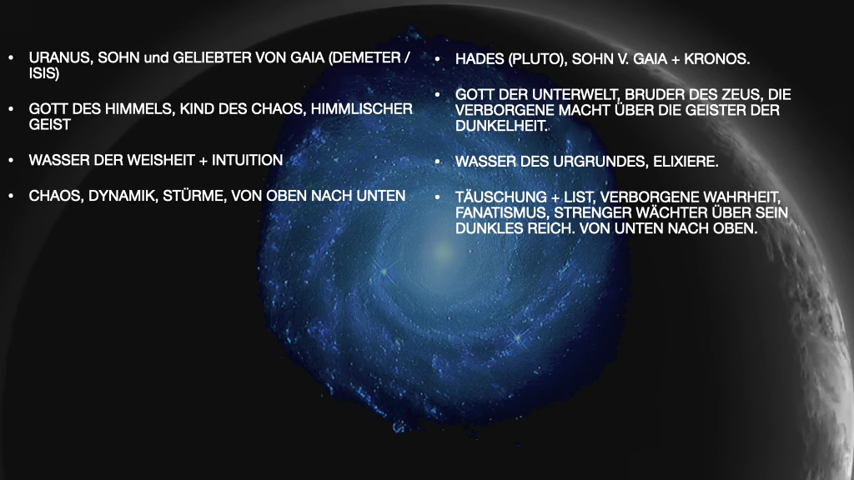 • URANUS, SOHN und GELIEBTER VON GAIA (DEMETER /
ISIS)
• GOTT DES HIMMELS, KIND DES CHAOS, HIMMLISCHER
GEIST
• WASSER DER WEISHEIT + INTUITION
• CHAOS, DYNAMIK, STÜRME, VON OBEN NACH UNTEN
• HADES (PLUTO), SOHN V. GAIA + KRONOS.
• GOTT DER UNTERWELT, BRUDER DES ZEUS, DIE
VERBORGENE MACHT ÜBER DIE GEISTER DER
DUNKELHEIT.
• WASSER DES URGRUNDES, ELIXIERE.
• TÄUSCHUNG + LIST, VERBORGENE WAHRHEIT,
FANATISMUS, STRENGER WÄCHTER ÜBER SEIN
DUNKLES REICH. VON UNTEN NACH OBEN.